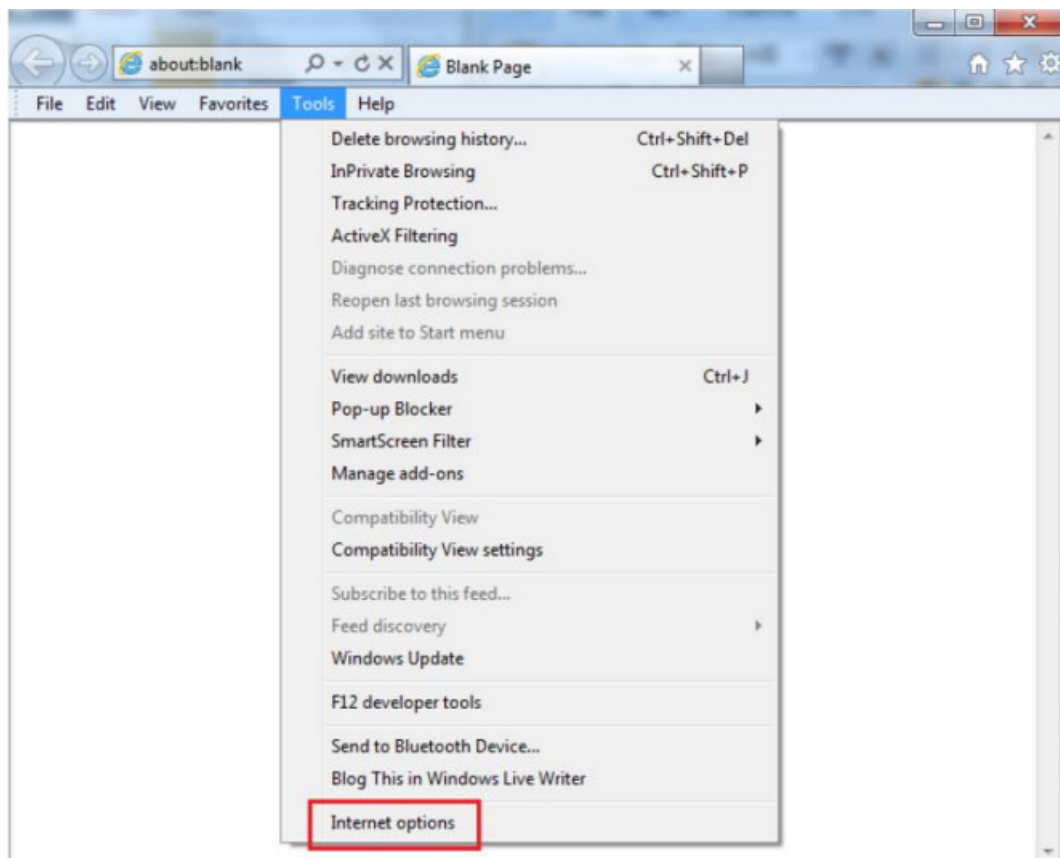 about:blank
Blank Page
File Edit View Favorites Tools Help
Delete browsing history... Ctrl+Shift+Del
InPrivate Browsing Ctrl+Shift+P
Tracking Protection...
ActiveX Filtering
Diagnose connection problems...
Reopen last browsing session
Add site to Start menu
View downloads Ctrl+J
Pop-up Blocker
SmartScreen Filter
Manage add-ons
Compatibility View
Compatibility View settings
Subscribe to this feed...
Feed discovery
Windows Update
F12 developer tools
Send to Bluetooth Device...
Blog This in Windows Live Writer
Internet options